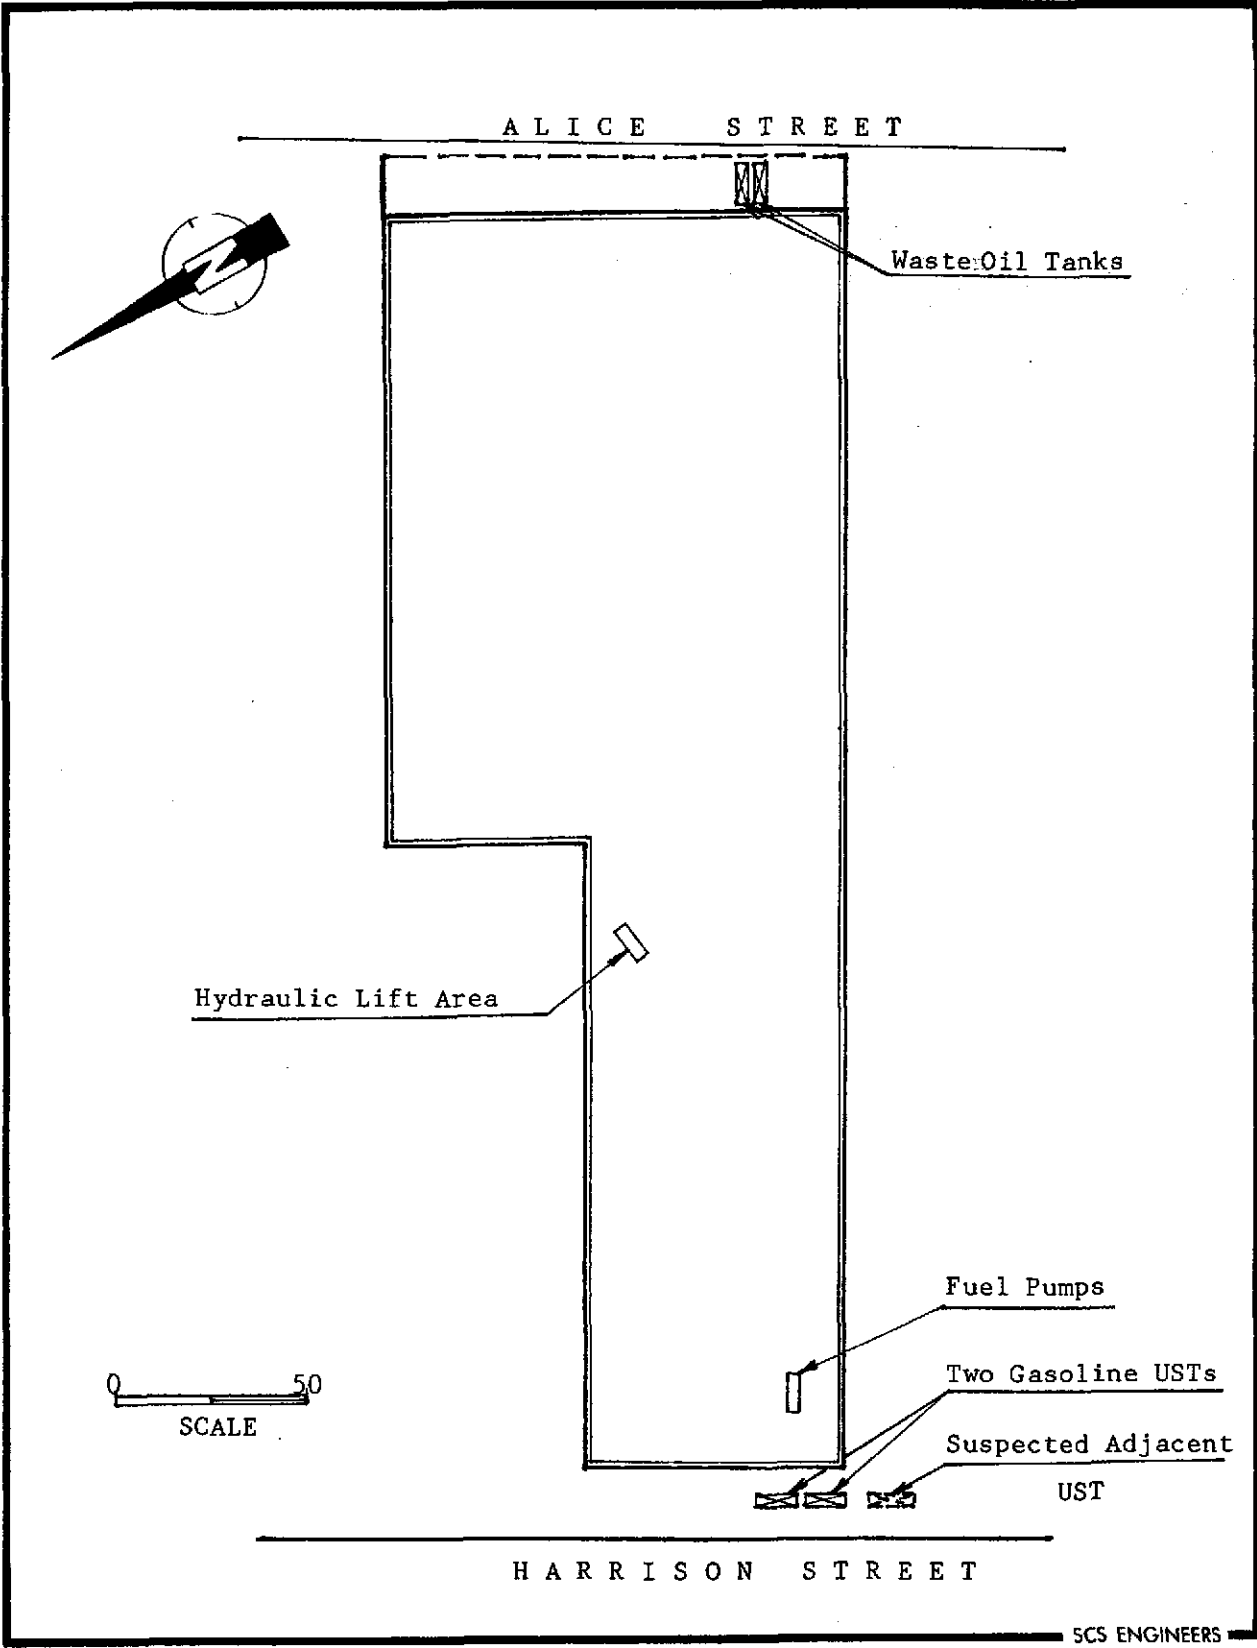 ALICE STREET
N
Waste Oil Tanks
Hydraulic Lift Area
Fuel Pumps
0 50
SCALE
Two Gasoline USTs
Suspected Adjacent
UST
HARRISON STREET
SCS ENGINEERS